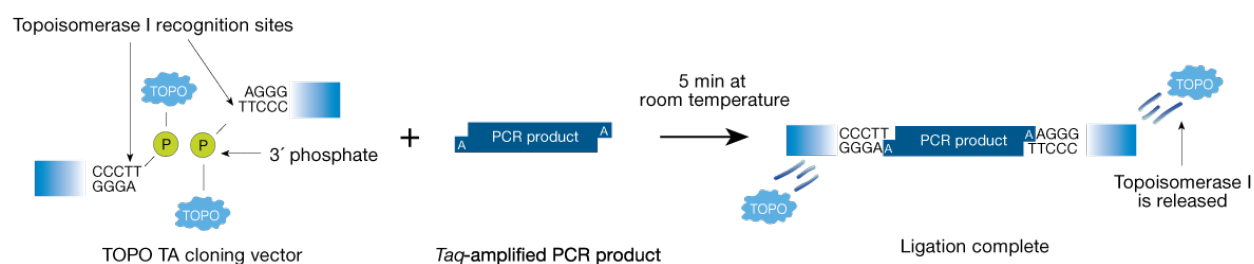 Topoisomerase I recognition sites
TOPO
AGGG
TTCCC
P
P
3´ phosphate
CCCTT
GGGA
TOPO
TOPO TA cloning vector
+
A
PCR product
A
Taq-amplified PCR product
5 min at
room temperature
CCCTT
GGGA
A
PCR product
A
AGGG
TTCCC
TOPO
TOPO
Topoisomerase I
is released
Ligation complete